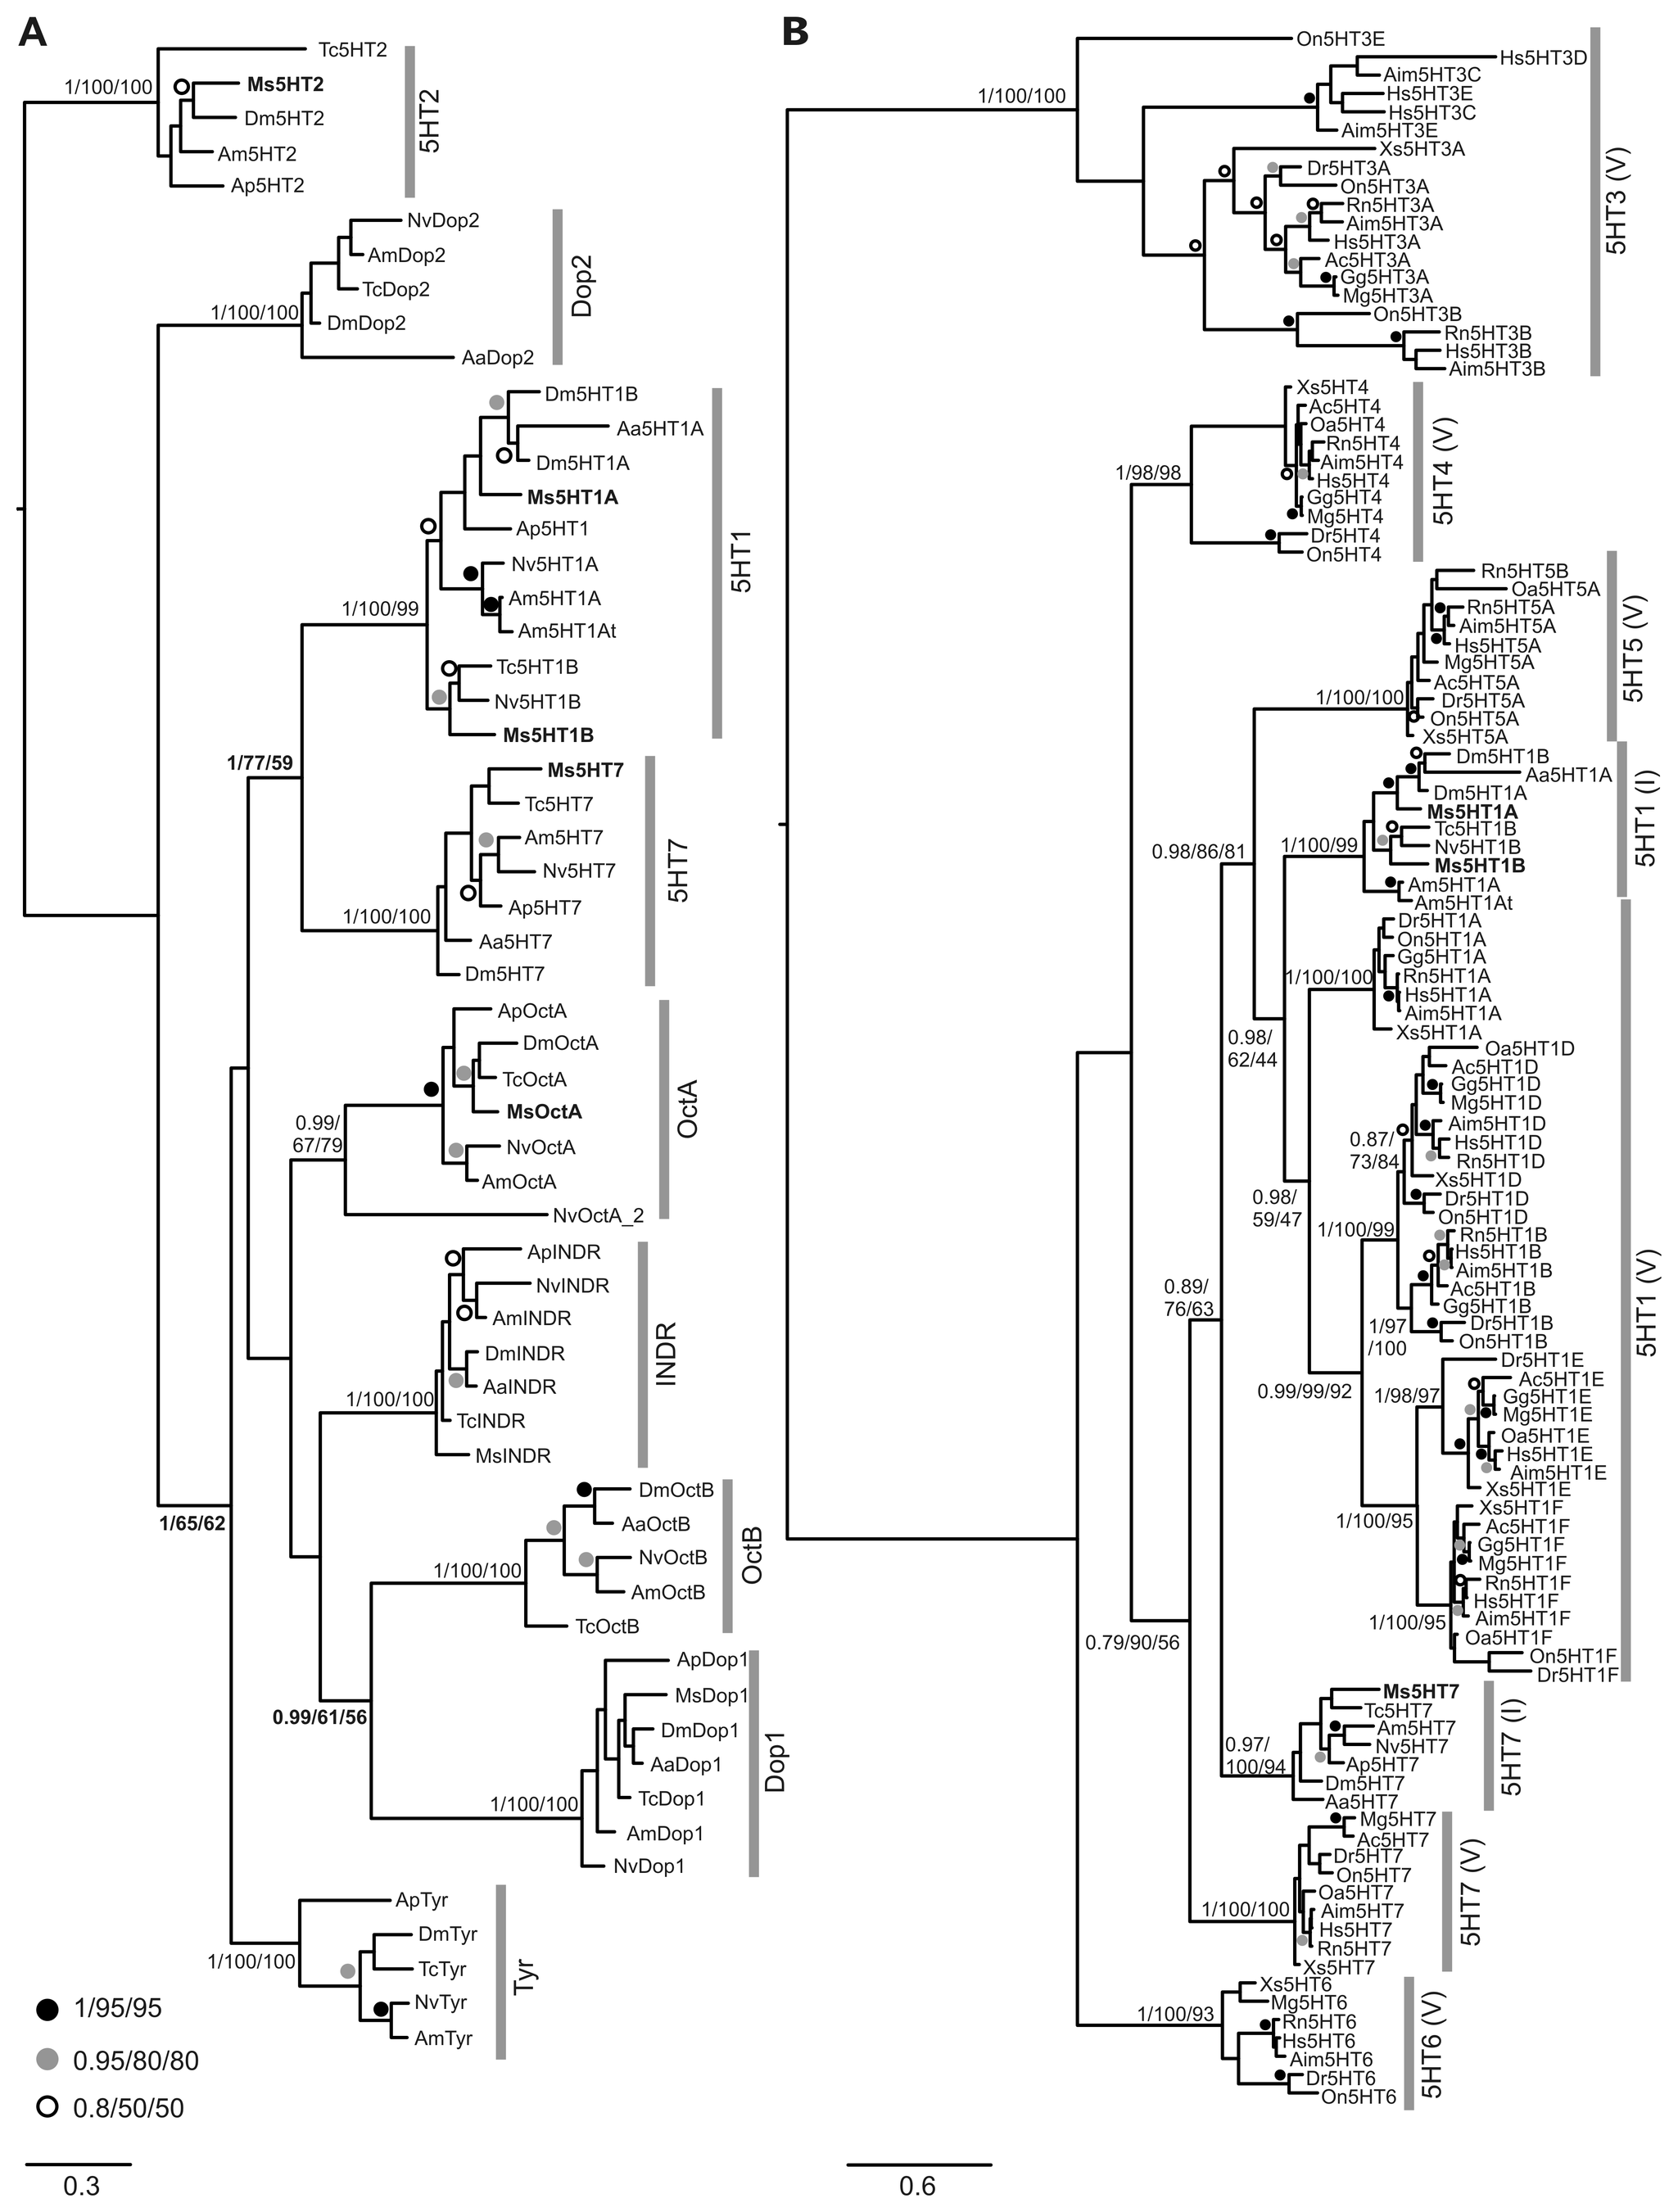 A
Tc5HT2
1/100/100
Ms5HT2
Dm5HT2
Am5HT2
Ap5HT2
5HT2
NvDop2
AmDop2
TcDop2
1/100/100
DmDop2
AaDop2
Dop2
Dm5HT1B
Aa5HT1A
Dm5HT1A
Ms5HT1A
Ap5HT1
Nv5HT1A
Am5HT1A
1/100/99
Am5HT1At
Tc5HT1B
Nv5HT1B
Ms5HT1B
5HT1
1/77/59
Ms5HT7
Tc5HT7
Am5HT7
Nv5HT7
Ap5HT7
1/100/100
Aa5HT7
Dm5HT7
5HT7
ApOctA
DmOctA
TcOctA
MsOctA
0.99/
67/79
NvOctA
AmOctA
NvOctA_2
OctA
ApINDR
NvINDR
AmINDR
DmINDR
AaINDR
1/100/100
TcINDR
MsINDR
INDR
1/65/62
DmOctB
AaOctB
NvOctB
1/100/100
AmOctB
TcOctB
OctB
0.99/61/56
ApDop1
MsDop1
DmDop1
AaDop1
TcDop1
1/100/100
AmDop1
NvDop1
Dop1
ApTyr
DmTyr
1/100/100
TcTyr
NvTyr
AmTyr
Tyr
1/95/95
0.95/80/80
0.8/50/50
0.3
B
On5HT3E
Hs5HT3D
Aim5HT3C
1/100/100
Hs5HT3E
Hs5HT3C
Aim5HT3E
Xs5HT3A
Dr5HT3A
On5HT3A
Rn5HT3A
Aim5HT3A
Hs5HT3A
Ac5HT3A
Gg5HT3A
Mg5HT3A
On5HT3B
Rn5HT3B
Hs5HT3B
Aim5HT3B
5HT3 (V)
Xs5HT4
Ac5HT4
Oa5HT4
Rn5HT4
Aim5HT4
1/98/98
Hs5HT4
Gg5HT4
Mg5HT4
Dr5HT4
On5HT4
5HT4 (V)
Rn5HT5B
Oa5HT5A
Rn5HT5A
Aim5HT5A
Hs5HT5A
Mg5HT5A
Ac5HT5A
1/100/100
Dr5HT5A
On5HT5A
Xs5HT5A
5HT5 (V)
Dm5HT1B
Aa5HT1A
Dm5HT1A
Ms5HT1A
Tc5HT1B
Nv5HT1B
0.98/86/81
1/100/99
Ms5HT1B
Am5HT1A
Am5HT1At
5HT1 (I)
Dr5HT1A
On5HT1A
Gg5HT1A
1/100/100
Rn5HT1A
Hs5HT1A
Aim5HT1A
Xs5HT1A
0.98/
62/44
Oa5HT1D
Ac5HT1D
Gg5HT1D
Mg5HT1D
Aim5HT1D
0.87/
73/84
Hs5HT1D
Rn5HT1D
Xs5HT1D
Dr5HT1D
0.98/
59/47
On5HT1D
1/100/99
Rn5HT1B
Hs5HT1B
Aim5HT1B
Ac5HT1B
Gg5HT1B
0.89/
76/63
Dr5HT1B
1/97
/100
On5HT1B
Dr5HT1E
Ac5HT1E
0.99/99/92
1/98/97
Gg5HT1E
Mg5HT1E
Oa5HT1E
Hs5HT1E
Aim5HT1E
Xs5HT1E
Xs5HT1F
1/100/95
Ac5HT1F
Gg5HT1F
Mg5HT1F
Rn5HT1F
Hs5HT1F
Aim5HT1F
1/100/95
Oa5HT1F
On5HT1F
Dr5HT1F
5HT1 (V)
0.79/90/56
Ms5HT7
Tc5HT7
Am5HT7
Nv5HT7
0.97/
100/94
Ap5HT7
Dm5HT7
Aa5HT7
5HT7 (I)
Mg5HT7
Ac5HT7
Dr5HT7
On5HT7
Oa5HT7
1/100/100
Aim5HT7
Hs5HT7
Rn5HT7
Xs5HT7
5HT7 (V)
Xs5HT6
Mg5HT6
1/100/93
Rn5HT6
Hs5HT6
Aim5HT6
Dr5HT6
On5HT6
5HT6 (V)
0.6